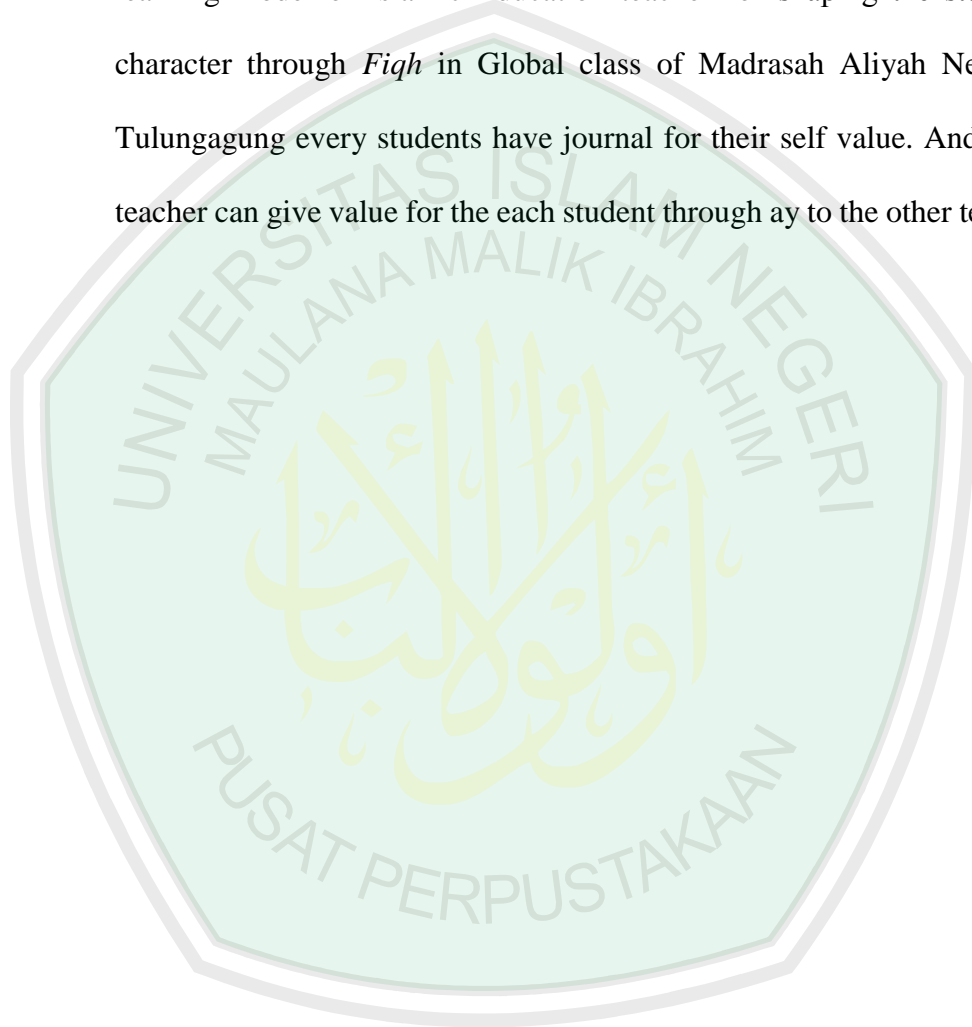 character through Fiqh in Global class of Madrasah Aliyah
Tulungagung every students have journal for their self value. And
teacher can give value for the each student through ay to the other
UNIVERSITAS ISLAM NEGERI
MAULANA MALIK IBRAHIM
أولوا الألباب
PUSAT PERPUSTAKAAN